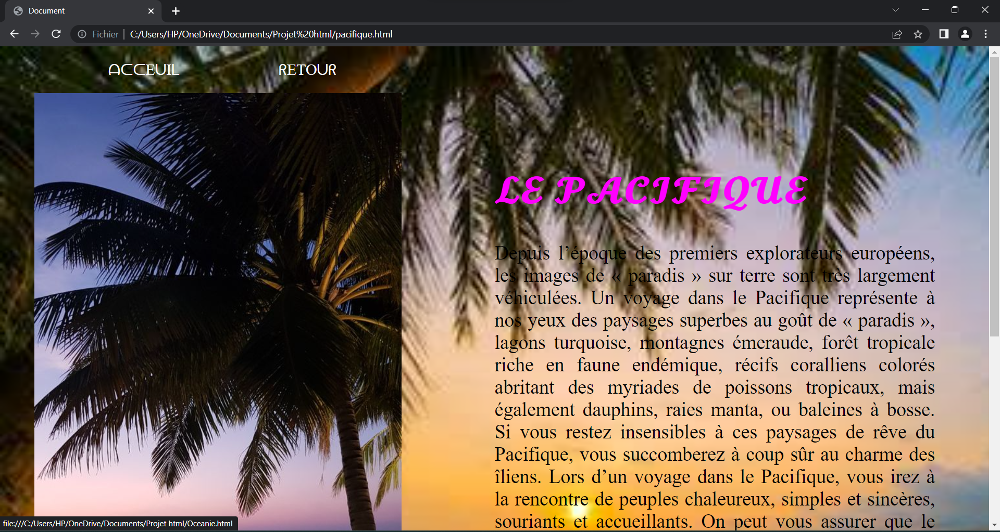 Document
Fichier | C:/Users/HP/OneDrive/Documents/Projet%20html/pacifique.html
ACCEUIL RETOUR
LE PACIFIQUE
Depuis l’époque des premiers explorateurs européens,
les images de « paradis » sur terre sont très largement
véhiculées. Un voyage dans le Pacifique représente à
nos yeux des paysages superbes au goût de « paradis »,
lagons turquoise, montagnes émeraude, forêt tropicale
riche en faune endémique, récifs coralliens colorés
abritant des myriades de poissons tropicaux, mais
également dauphins, raies manta, ou baleines à bosse.
Si vous restez insensibles à ces paysages de rêve du
Pacifique, vous succomberez à coup sûr au charme des
îliens. Lors d’un voyage dans le Pacifique, vous irez à
la rencontre de peuples chaleureux, simples et sincères,
souriants et accueillants. On peut vous assurer que le
file:///C:/Users/HP/OneDrive/Documents/Projet html/Oceanie.html